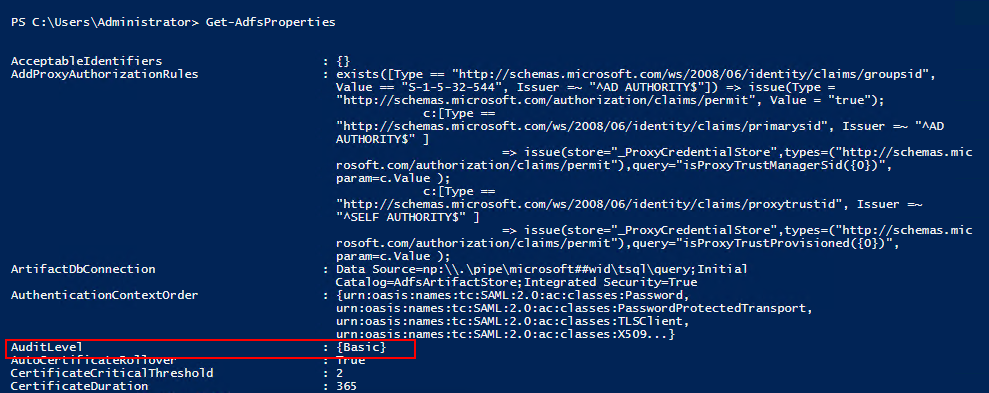 PS C:\Users\Administrator> Get-AdfsProperties
AcceptableIdentifiers : {}
AddProxyAuthorizationRules : exists([Type == "http://schemas.microsoft.com/ws/2008/06/identity/claims/groupsid",
Value == "S-1-5-32-544", Issuer =~ "^AD AUTHORITY$"]) => issue(Type =
"http://schemas.microsoft.com/authorization/claims/permit", Value = "true");
c:[Type ==
"http://schemas.microsoft.com/ws/2008/06/identity/claims/primarysid", Issuer =~ "^AD
AUTHORITY$" ]
=> issue(store="_ProxyCredentialStore",types=("http://schemas.mic
rosoft.com/authorization/claims/permit"),query="isProxyTrustManagerSid({0})",
param=c.Value );
c:[Type ==
"http://schemas.microsoft.com/ws/2008/06/identity/claims/proxytrustid", Issuer =~
"^SELF AUTHORITY$" ]
=> issue(store="_ProxyCredentialStore",types=("http://schemas.mic
rosoft.com/authorization/claims/permit"),query="isProxyTrustProvisioned({0})",
param=c.Value );
ArtifactDbConnection : Data Source=np:\\.\pipe\microsoft##wid\tsql\query;Initial
Catalog=AdfsArtifactStore;Integrated Security=True
AuthenticationContextOrder : {urn:oasis:names:tc:SAML:2.0:ac:classes:Password,
urn:oasis:names:tc:SAML:2.0:ac:classes:PasswordProtectedTransport,
urn:oasis:names:tc:SAML:2.0:ac:classes:TLSClient,
urn:oasis:names:tc:SAML:2.0:ac:classes:X509...}
AuditLevel : {Basic}
AutoCertificateRollover : True
CertificateCriticalThreshold : 2
CertificateDuration : 365